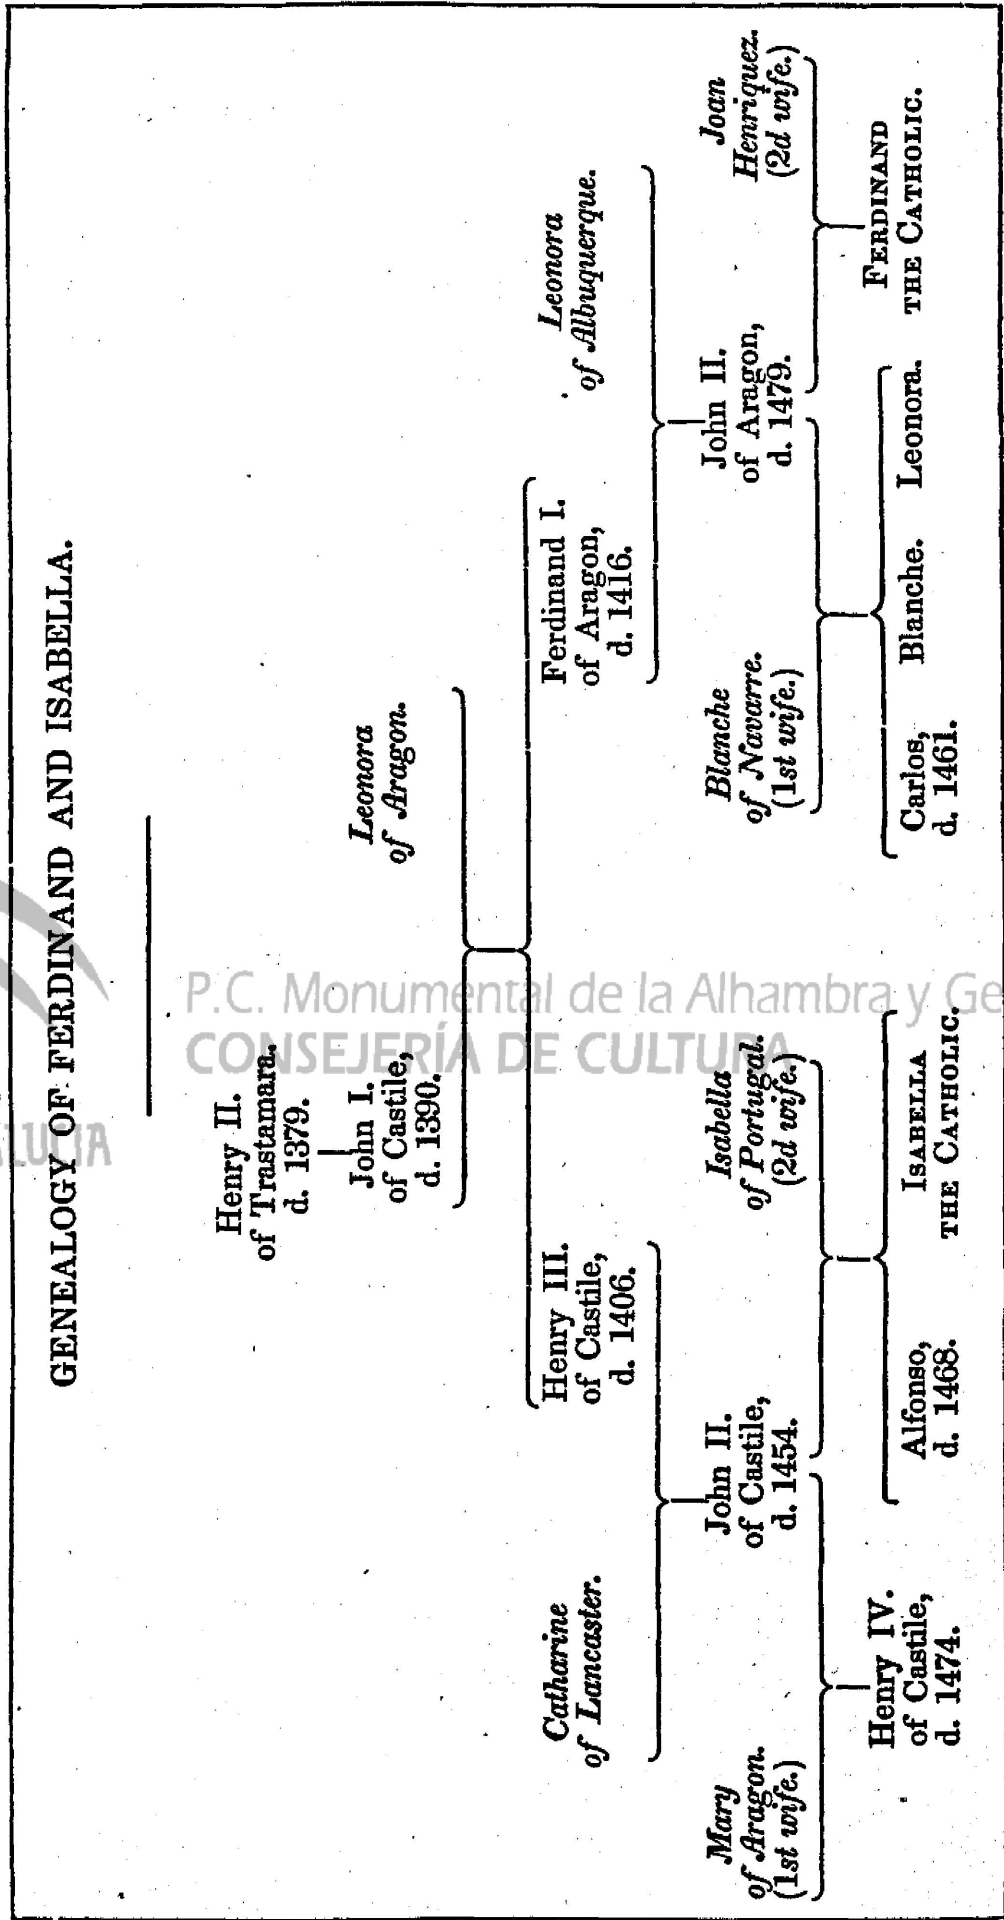 GENEALOGY OF FERDINAND AND ISABELLA.
Henry II.
of Trastamara.
d. 1379.
John I.
of Castile,
d. 1390.
Leonora
of Aragon.
Catharine
of Lancaster.
Henry III.
of Castile,
d. 1406.
Ferdinand I.
of Aragon,
d. 1416.
Leonora
of Albuquerque.
Mary
of Aragon.
(1st wife.)
John II.
of Castile,
d. 1454.
Isabella
of Portugal.
(2d wife.)
Blanche
of Navarre.
(1st wife.)
John II.
of Aragon,
d. 1479.
Joan
Henriquez.
(2d wife.)
Henry IV.
of Castile,
d. 1474.
Alfonso,
d. 1468.
ISABELLA
THE CATHOLIC.
Carlos,
d. 1461.
Blanche.
Leonora.
FERDINAND
THE CATHOLIC.
P.C. Monumental de la Alhambra y Ge
CONSEJERÍA DE CULTURA